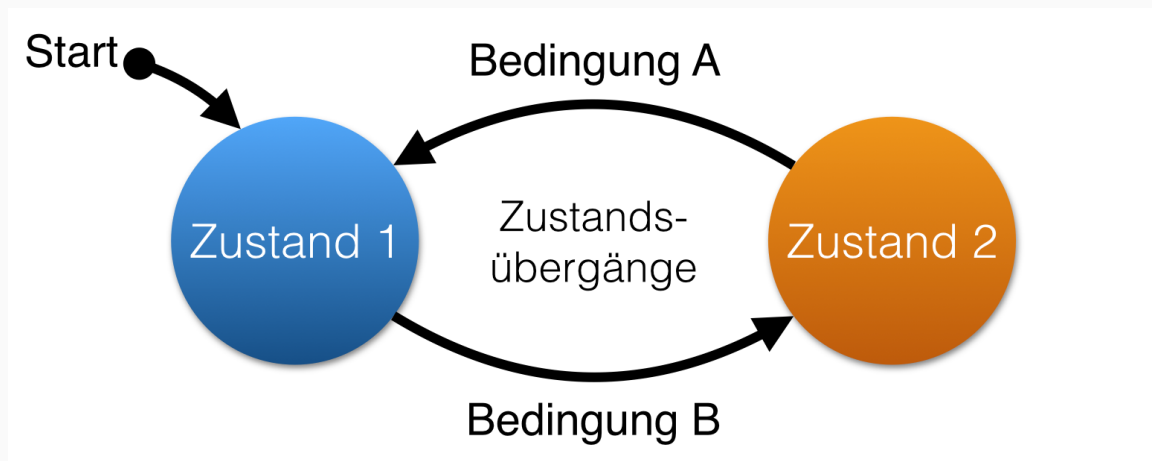 Start
Bedingung A
Zustand 1
Zustands-
übergänge
Zustand 2
Bedingung B